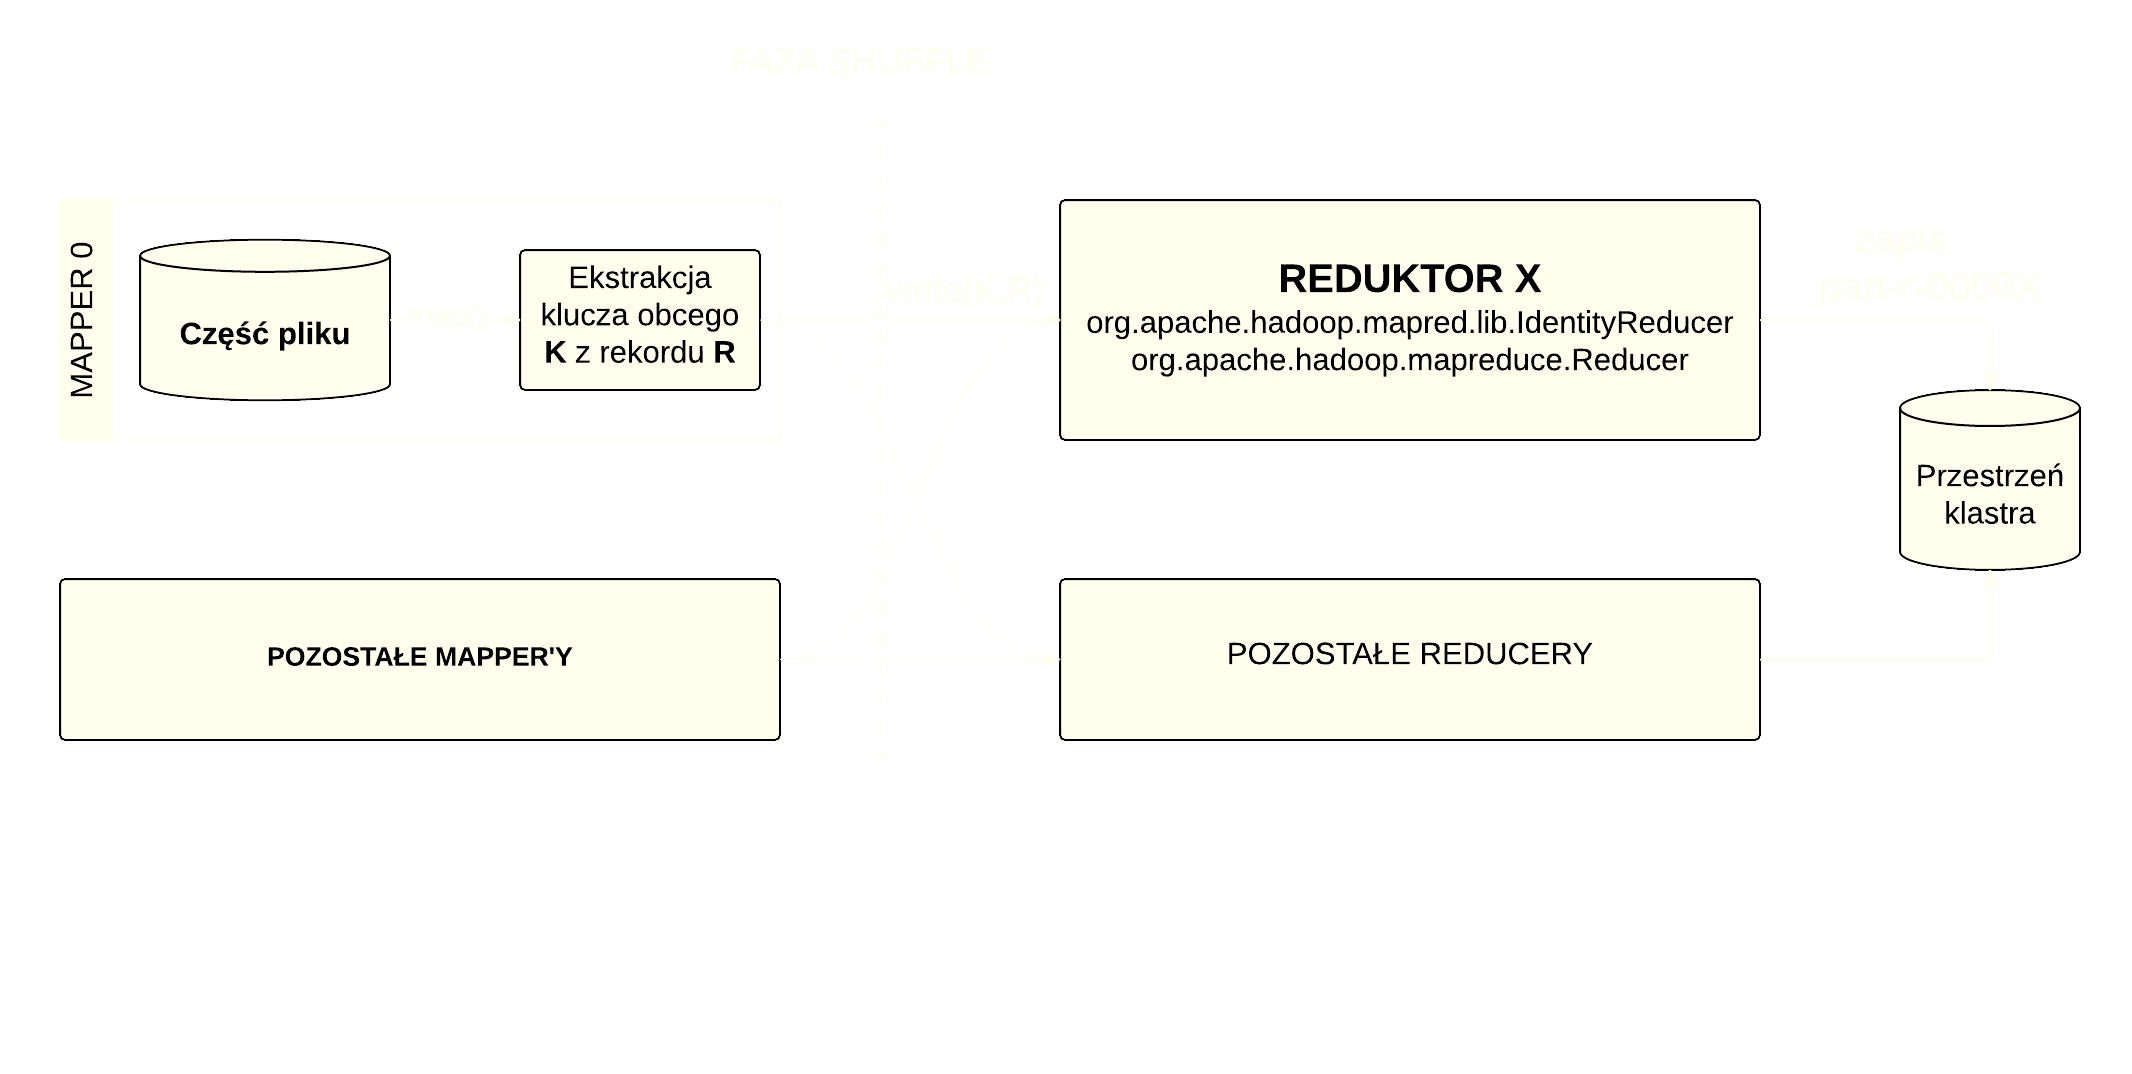 FAZA SHUFFLE
MAPPER 0
Część pliku
map()
Ekstrakcja
klucza obcego
K z rekordu R
write(K,R)
REDUKTOR X
org.apache.hadoop.mapred.lib.IdentityReducer
org.apache.hadoop.mapreduce.Reducer
zapis
part-r-0000X
Przestrzeń
klastra
POZOSTAŁE MAPPER'Y
POZOSTAŁE REDUCERY